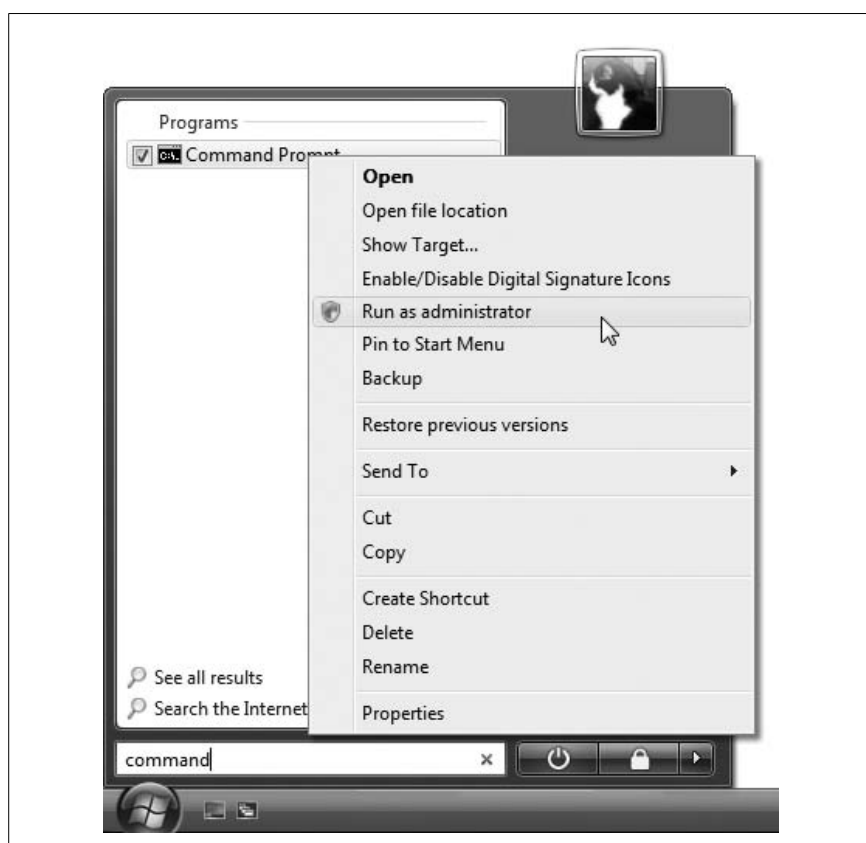 Programs
Command Prompt
Open
Open file location
Show Target...
Enable/Disable Digital Signature Icons
Run as administrator
Pin to Start Menu
Backup
Restore previous versions
Send To
Cut
Copy
Create Shortcut
Delete
Rename
Properties
See all results
Search the Internet
command